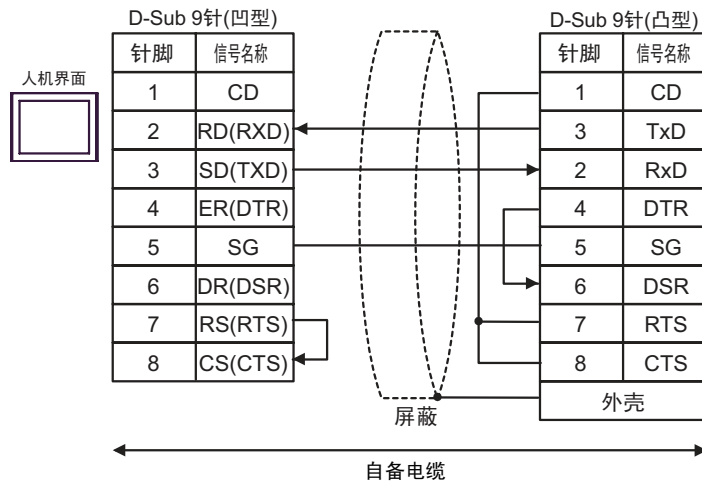 D-Sub 9针(凹型)
D-Sub 9针(凸型)
人机界面
针脚 信号名称
1 CD
2 RD(RXD)
3 SD(TXD)
4 ER(DTR)
5 SG
6 DR(DSR)
7 RS(RTS)
8 CS(CTS)
针脚 信号名称
1 CD
3 TxD
2 RxD
4 DTR
5 SG
6 DSR
7 RTS
8 CTS
外壳
屏蔽
自备电缆